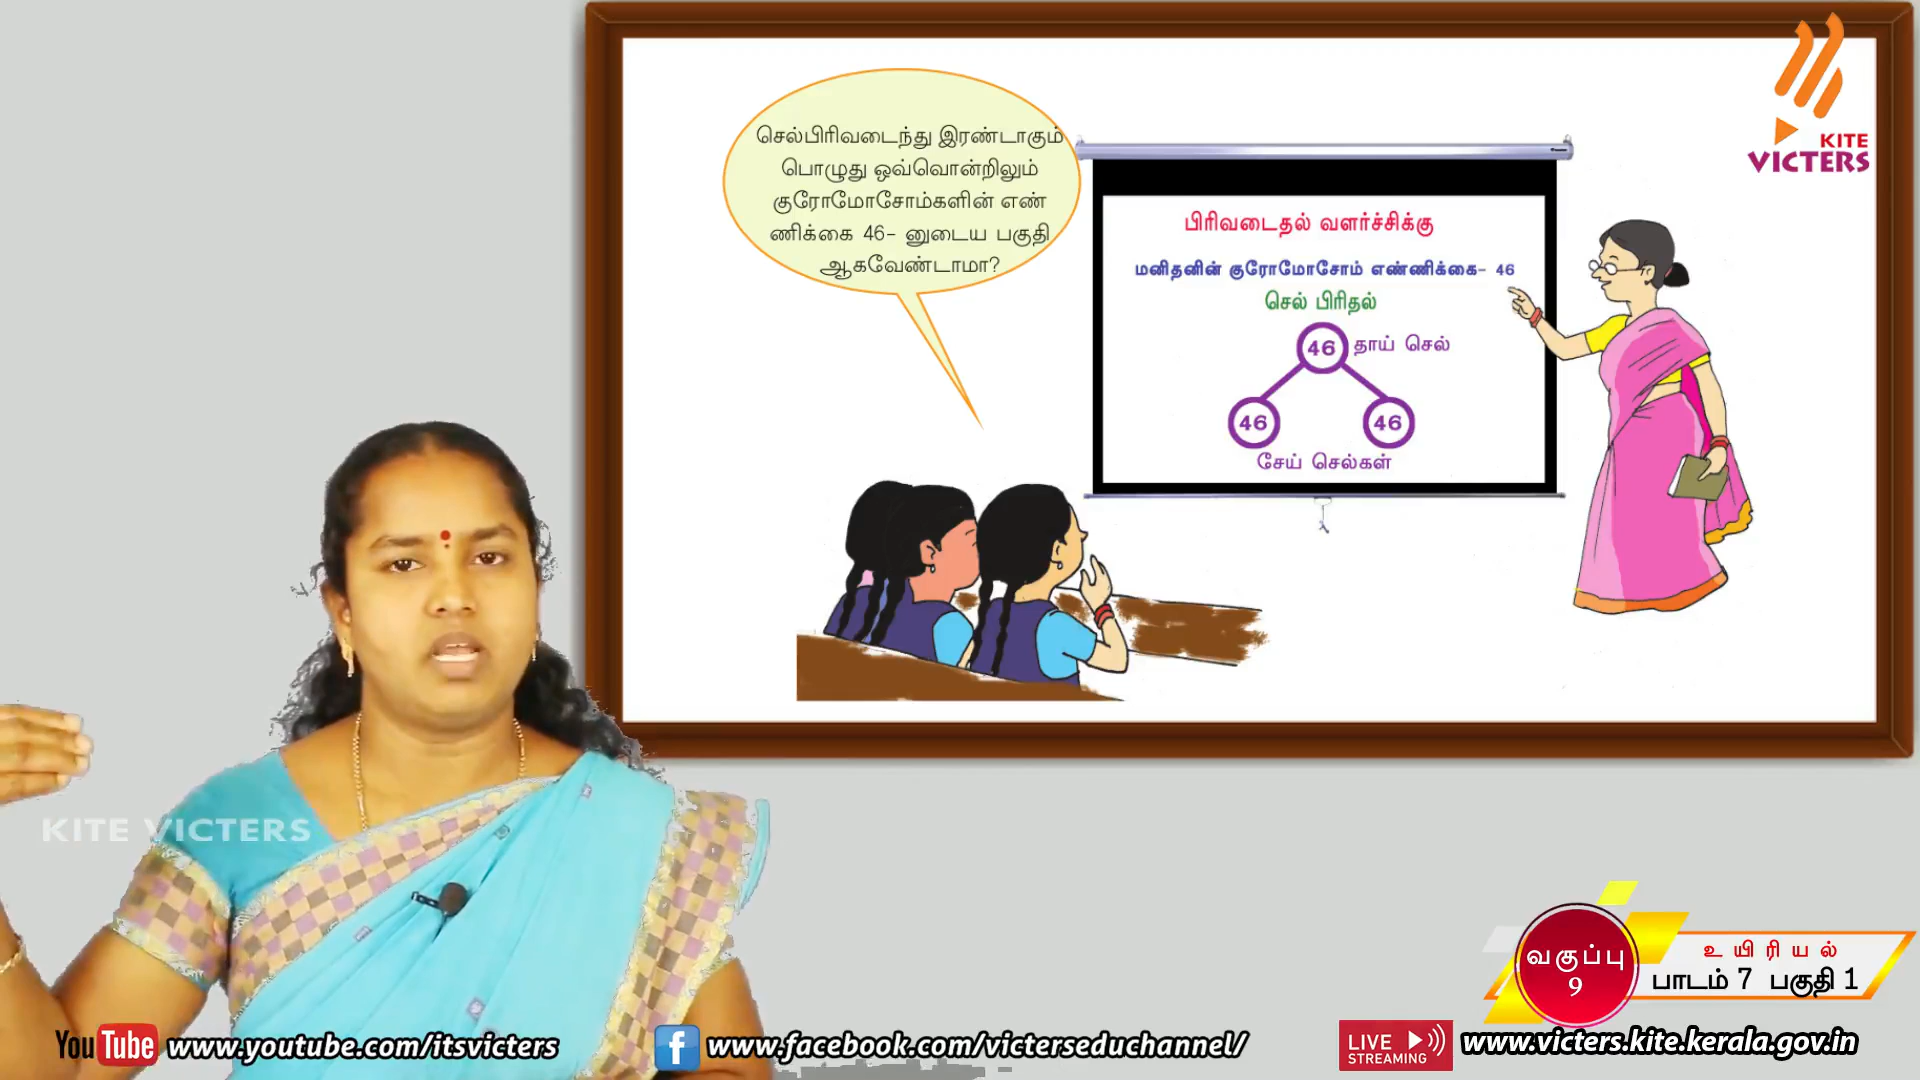 செல்பிரிவடைந்து இரண்டாகும்
பொழுது ஒவ்வொன்றிலும்
குரோமோசோம்களின் எண்
ணிக்கை 46- னுடைய பகுதி
ஆகவேண்டாமா?
பிரிவடைதல் வளர்ச்சிக்கு
மனிதனின் குரோமோசோம் எண்ணிக்கை- 46
செல் பிரிதல்
46 தாய் செல்
46 46
சேய் செல்கள்
KITE
VICTERS
KITE VICTERS
வகுப்பு
9
உயிரியல்
பாடம் 7 பகுதி 1
YouTube www.youtube.com/itsvicters
f www.facebook.com/victerseduchannel/
LIVE
STREAMING
www.victers.kite.kerala.gov.in